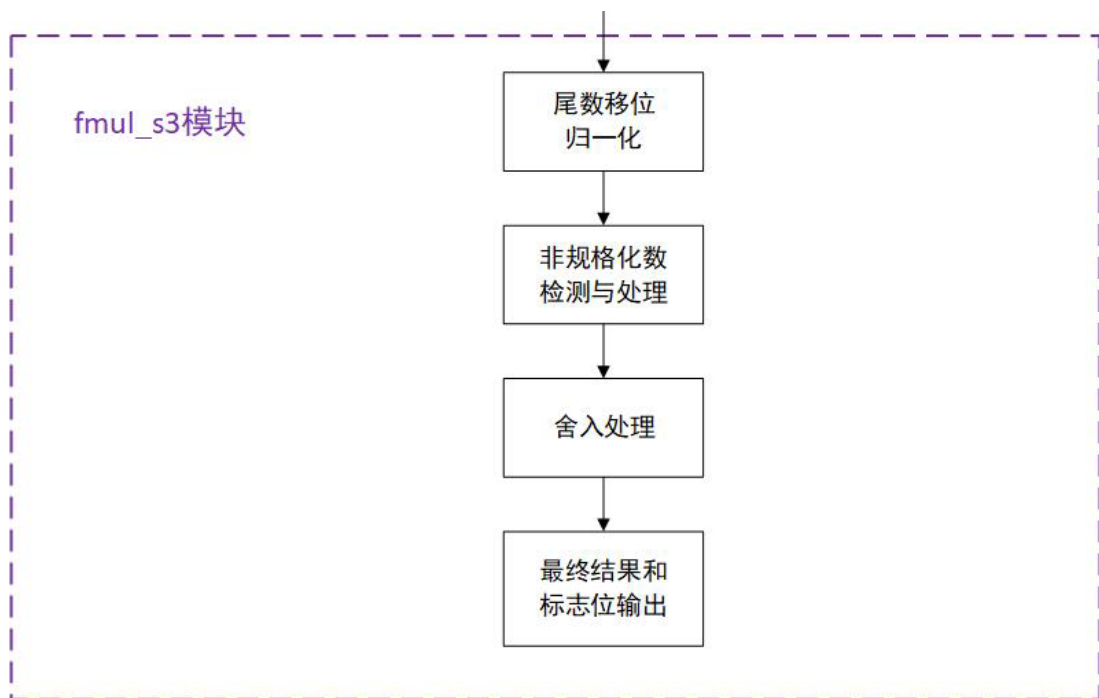 fmul_s3模块
尾数移位
归一化
非规格化数
检测与处理
舍入处理
最终结果和
标志位输出